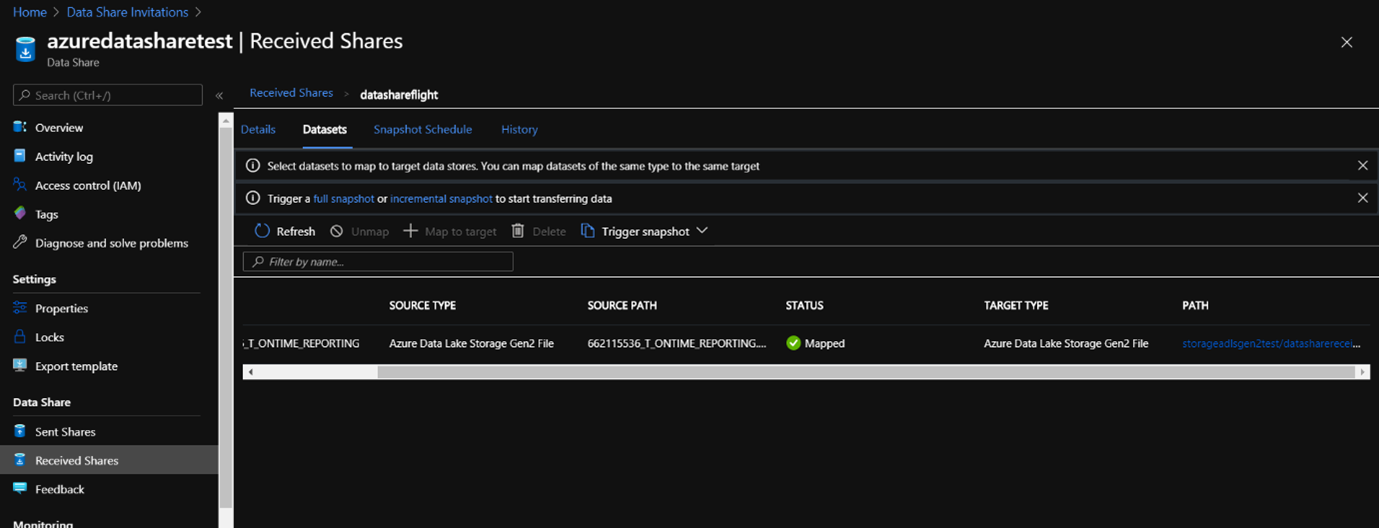 Home > Data Share Invitations >
azuredatasharetest | Received Shares
Data Share
Search (Ctrl+/)
«
Overview
Activity log
Access control (IAM)
Tags
Diagnose and solve problems
Settings
Properties
Locks
Export template
Data Share
Sent Shares
Received Shares
Feedback
Monitoring
Received Shares > datashareflight
Details Datasets Snapshot Schedule History
Select datasets to map to target data stores. You can map datasets of the same type to the same target
Trigger a full snapshot or incremental snapshot to start transferring data
Refresh Unmap Map to target Delete Trigger snapshot
Filter by name...
SOURCE TYPE SOURCE PATH STATUS TARGET TYPE PATH
_T_ONTIME_REPORTING Azure Data Lake Storage Gen2 File 662115536_T_ONTIME_REPORTING.... Mapped Azure Data Lake Storage Gen2 File storageadlsgen2test/datasharerecei...